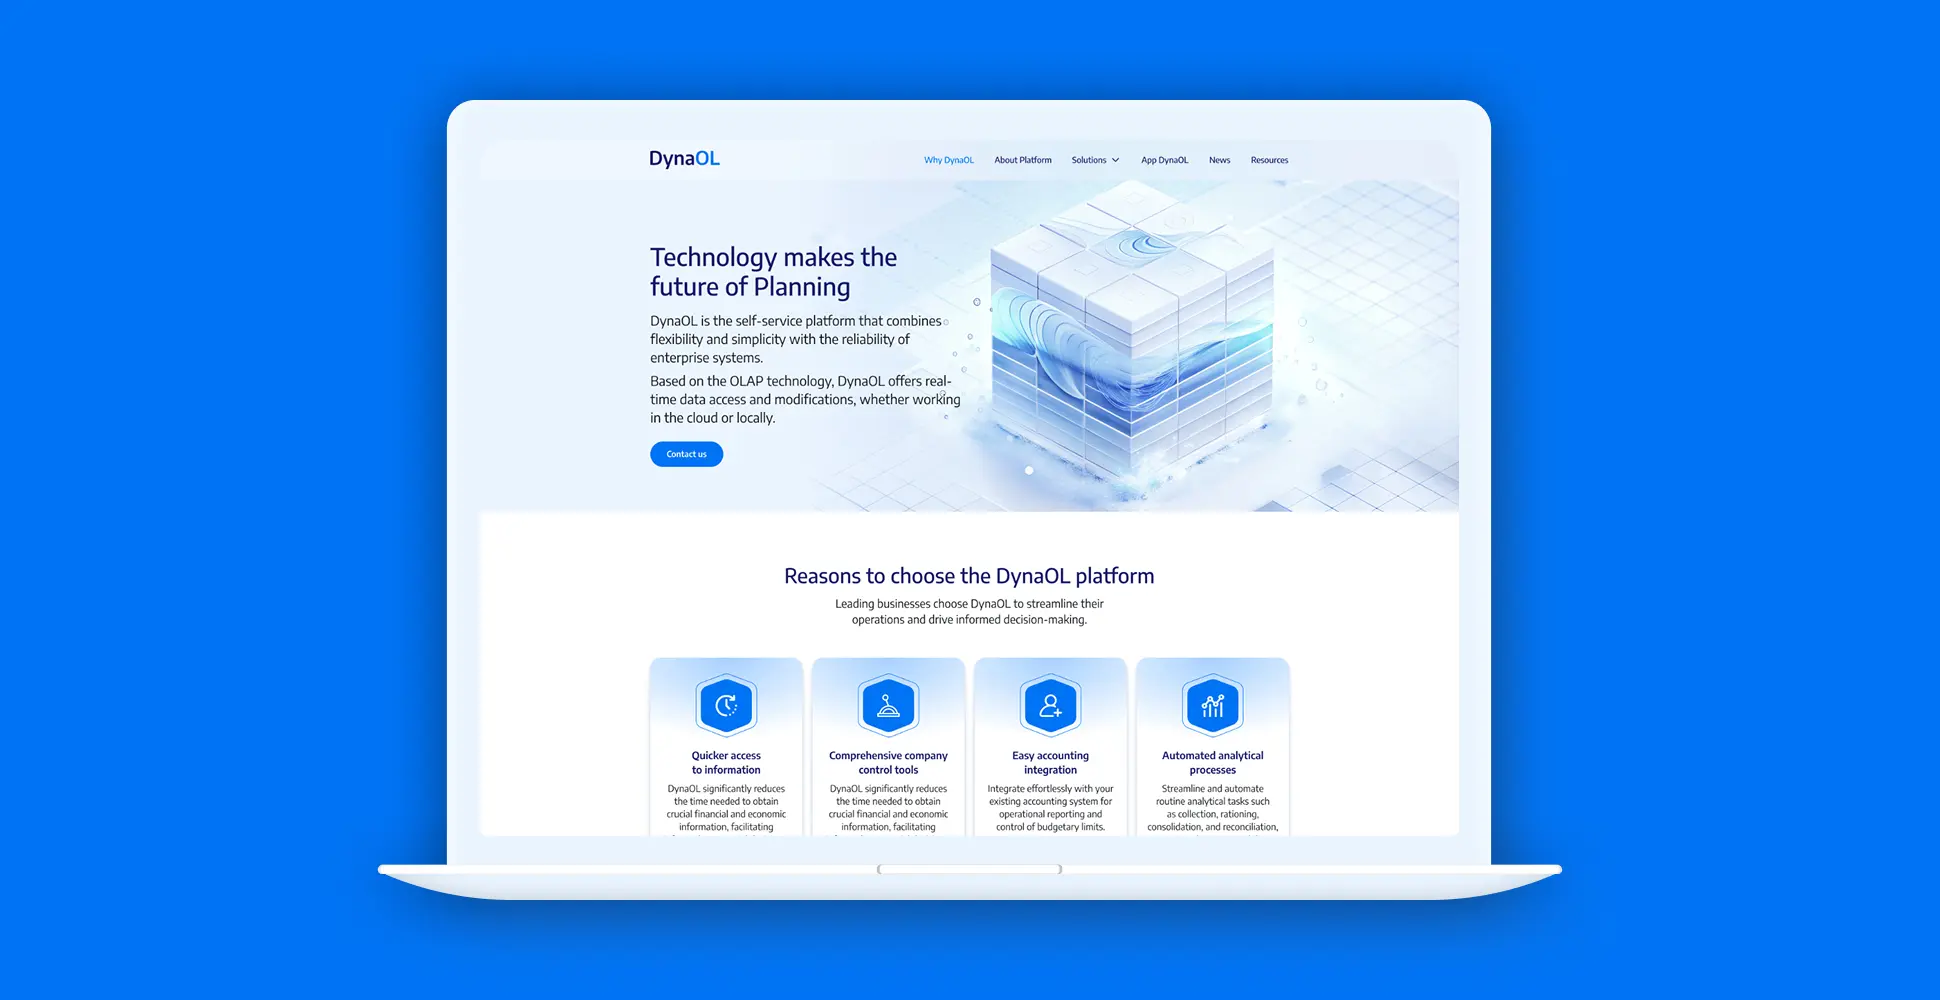 DynaOL
Why DynaOL About Platform Solutions App DynaOL News Resources
Technology makes the
future of Planning
DynaOL is the self-service platform that combines
flexibility and simplicity with the reliability of
enterprise systems.
Based on the OLAP technology, DynaOL offers real-
time data access and modifications, whether working
in the cloud or locally.
Contact us
Reasons to choose the DynaOL platform
Leading businesses choose DynaOL to streamline their
operations and drive informed decision-making.
Quicker access
to information
DynaOL significantly reduces
the time needed to obtain
crucial financial and economic
information, facilitating
Comprehensive company
control tools
DynaOL significantly reduces
the time needed to obtain
crucial financial and economic
information, facilitating
Easy accounting
integration
Integrate effortlessly with your
existing accounting system for
operational reporting and
control of budgetary limits.
Automated analytical
processes
Streamline and automate
routine analytical tasks such
as collection, rationing,
consolidation, and reconciliation,